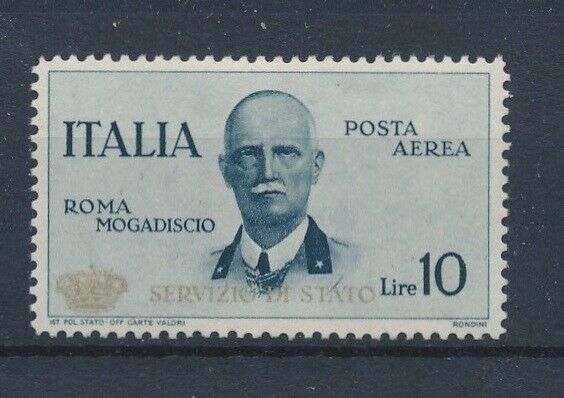 ITALIA
POSTA
AEREA
ROMA
MOGADISCIO
SERVIZIO DI STATO
Lire 10
IST. POL. STATO-OFF. CARTE VALORI
RONDINI